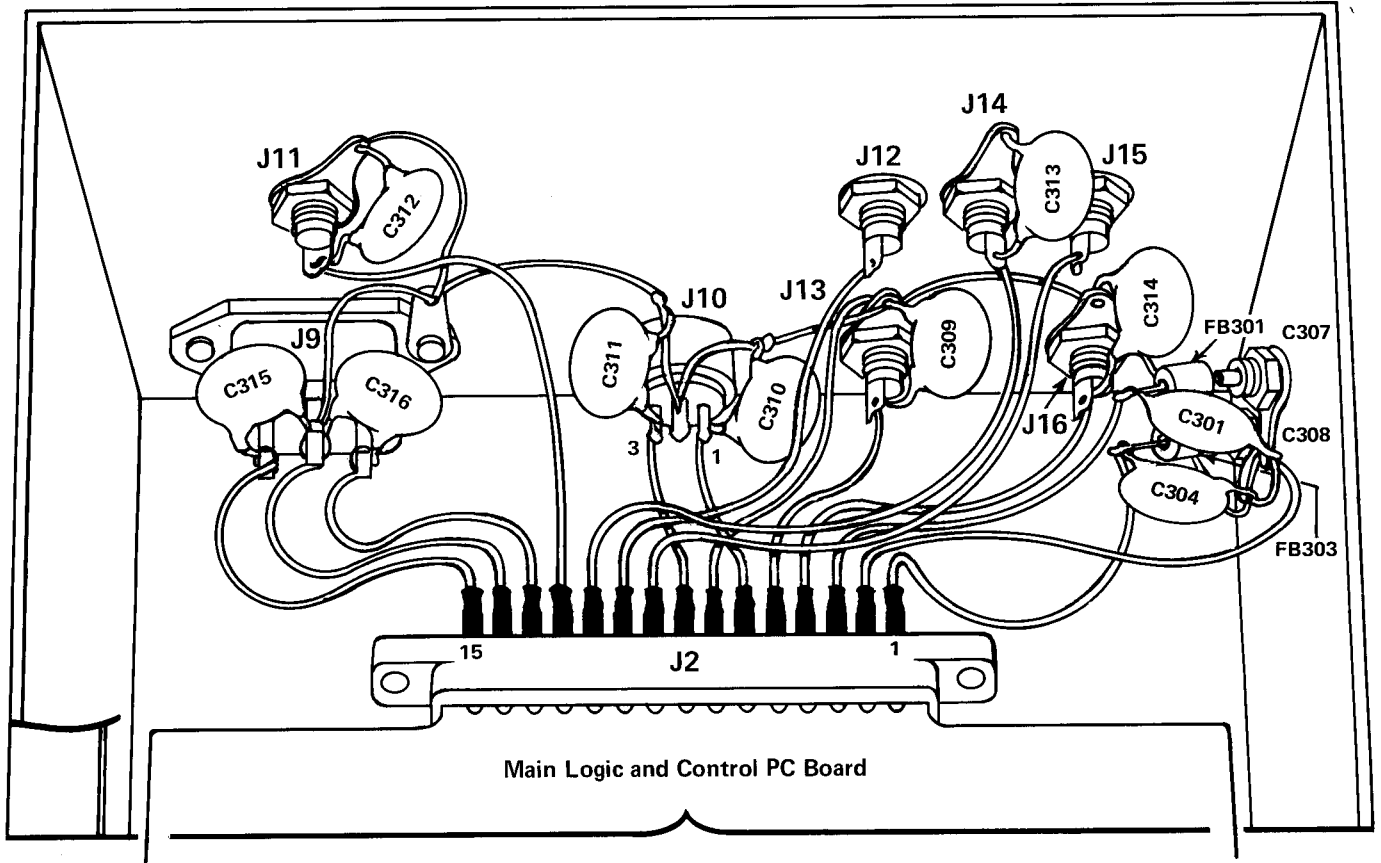 J14
J11
J12
J15
C313
C312
J10
J13
C314
J9
FB301
C307
C311
C309
C315
C316
C310
J16
C301
C308
3
1
C304
FB303
15
J2
1
Main Logic and Control PC Board